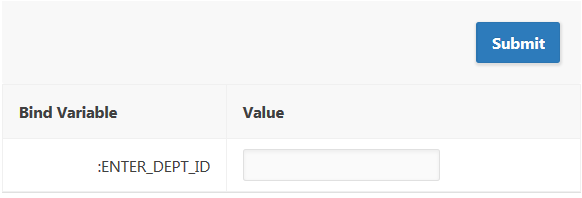 Submit
Bind Variable Value
:ENTER_DEPT_ID